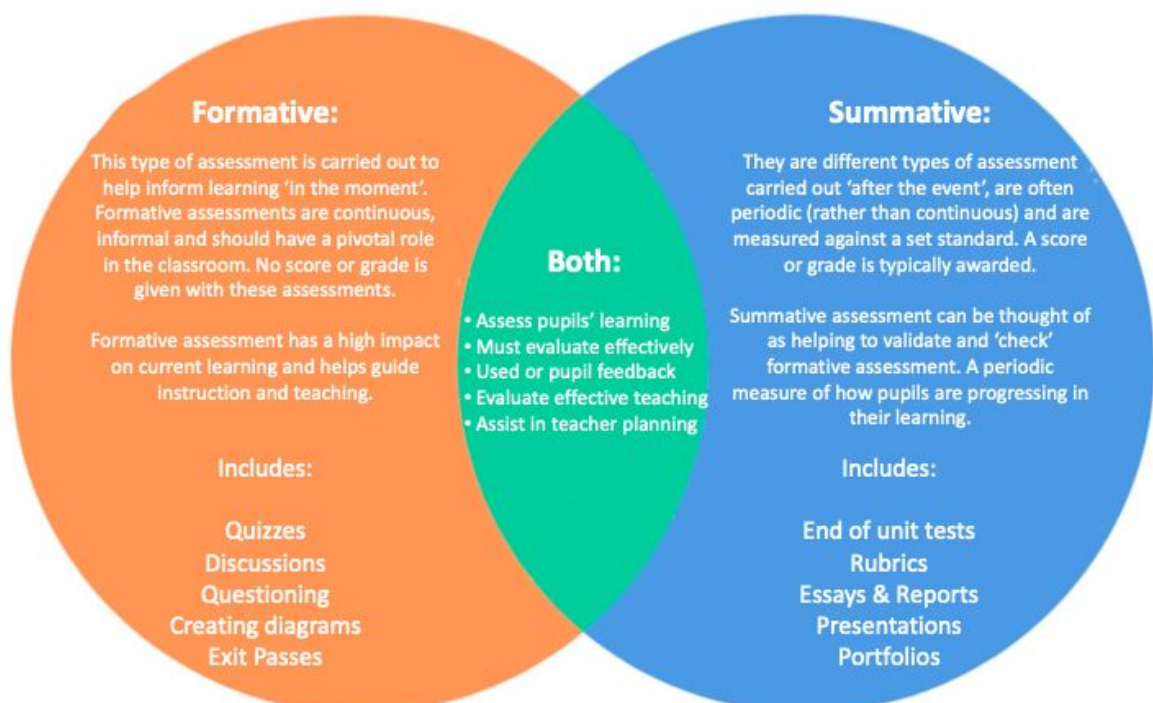 Formative:
This type of assessment is carried out to
help inform learning ‘in the moment’.
Formative assessments are continuous,
informal and should have a pivotal role
in the classroom. No score or grade is
given with these assessments.
Formative assessment has a high impact
on current learning and helps guide
instruction and teaching.
Includes:
Quizzes
Discussions
Questioning
Creating diagrams
Exit Passes
Both:
• Assess pupils’ learning
• Must evaluate effectively
• Used or pupil feedback
• Evaluate effective teaching
• Assist in teacher planning
Summative:
They are different types of assessment
carried out ‘after the event’, are often
periodic (rather than continuous) and are
measured against a set standard. A score
or grade is typically awarded.
Summative assessment can be thought of
as helping to validate and ‘check’
formative assessment. A periodic
measure of how pupils are progressing in
their learning.
Includes:
End of unit tests
Rubrics
Essays & Reports
Presentations
Portfolios